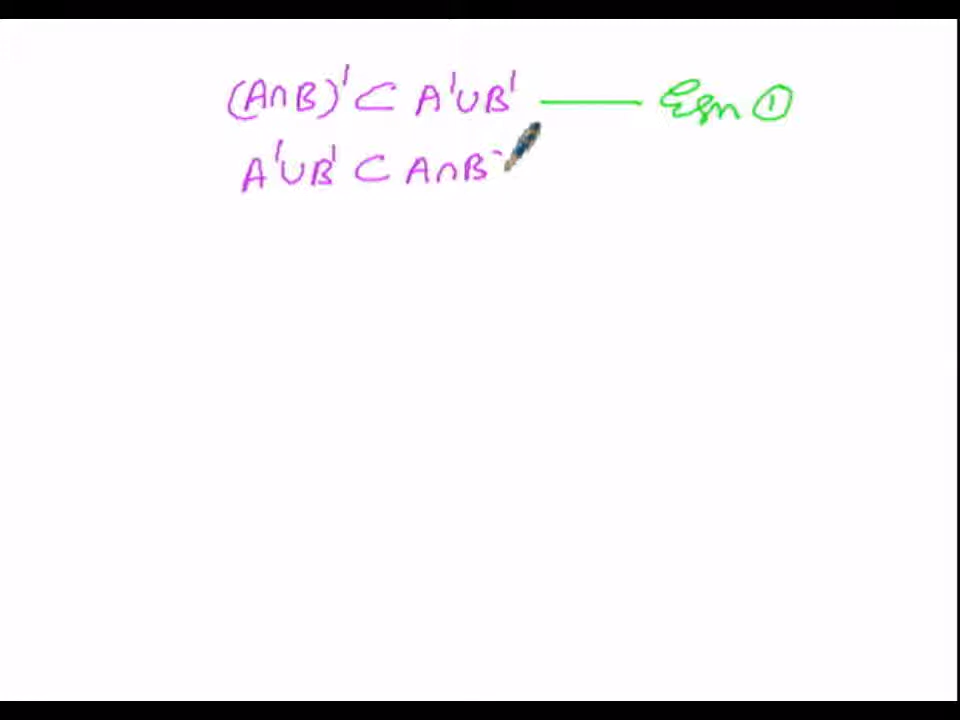 (A∩B)' ⊂ A'∪B' —— Eqn ①
A'∪B' ⊂ A∩B